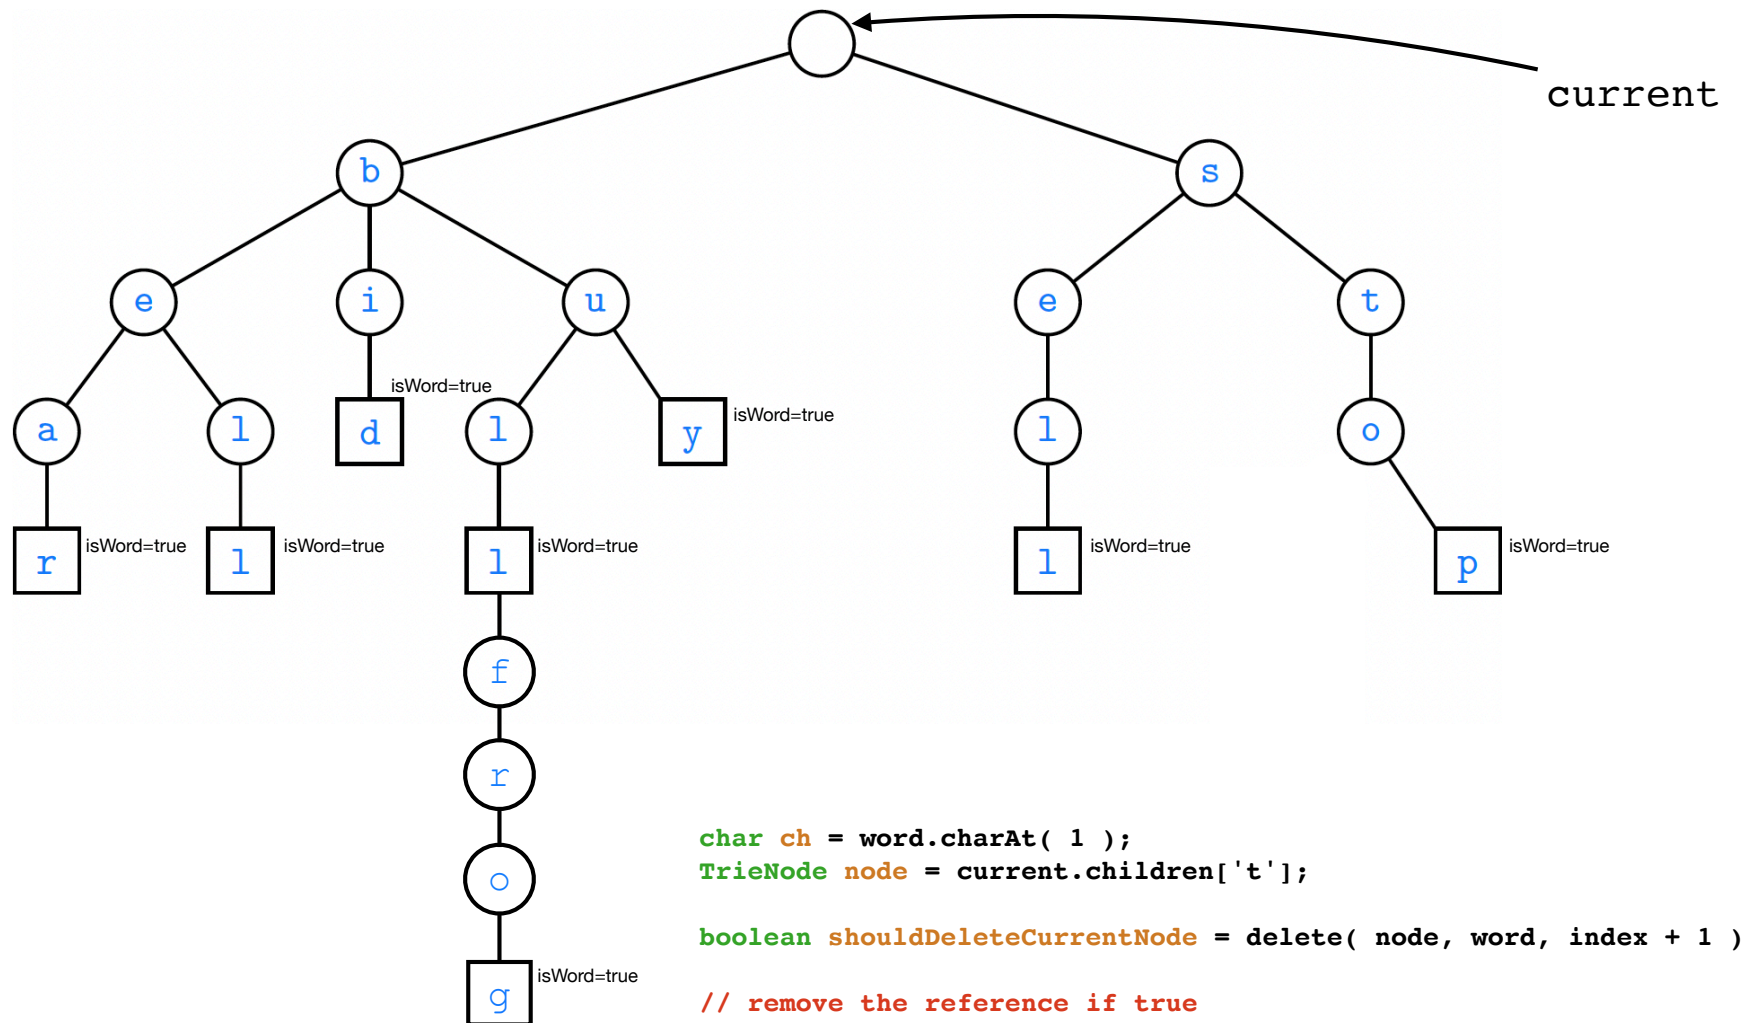 current
b
s
e
i
u
e
t
isWord=true
a
l
d
l
y
isWord=true
l
o
r
isWord=true
l
isWord=true
l
isWord=true
l
isWord=true
p
isWord=true
f
r
o
g
isWord=true
char ch = word.charAt( 1 );
TrieNode node = current.children['t'];
boolean shouldDeleteCurrentNode = delete( node, word, index + 1 )
// remove the reference if true